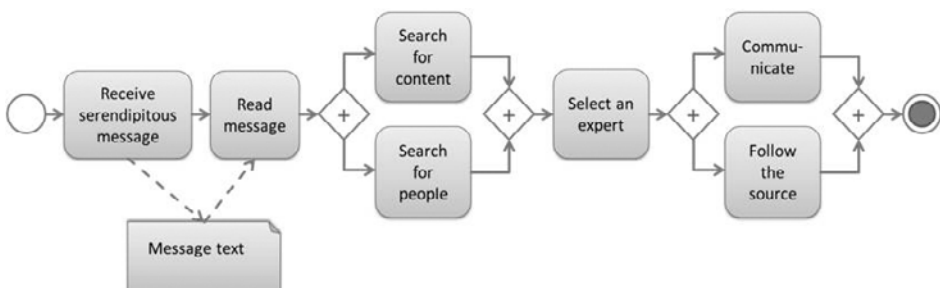 Receive
serendipitous
message
Read
message
Message text
+
Search
for
content
Search
for
people
+
Select an
expert
+
Commu-
nicate
Follow
the
source
+